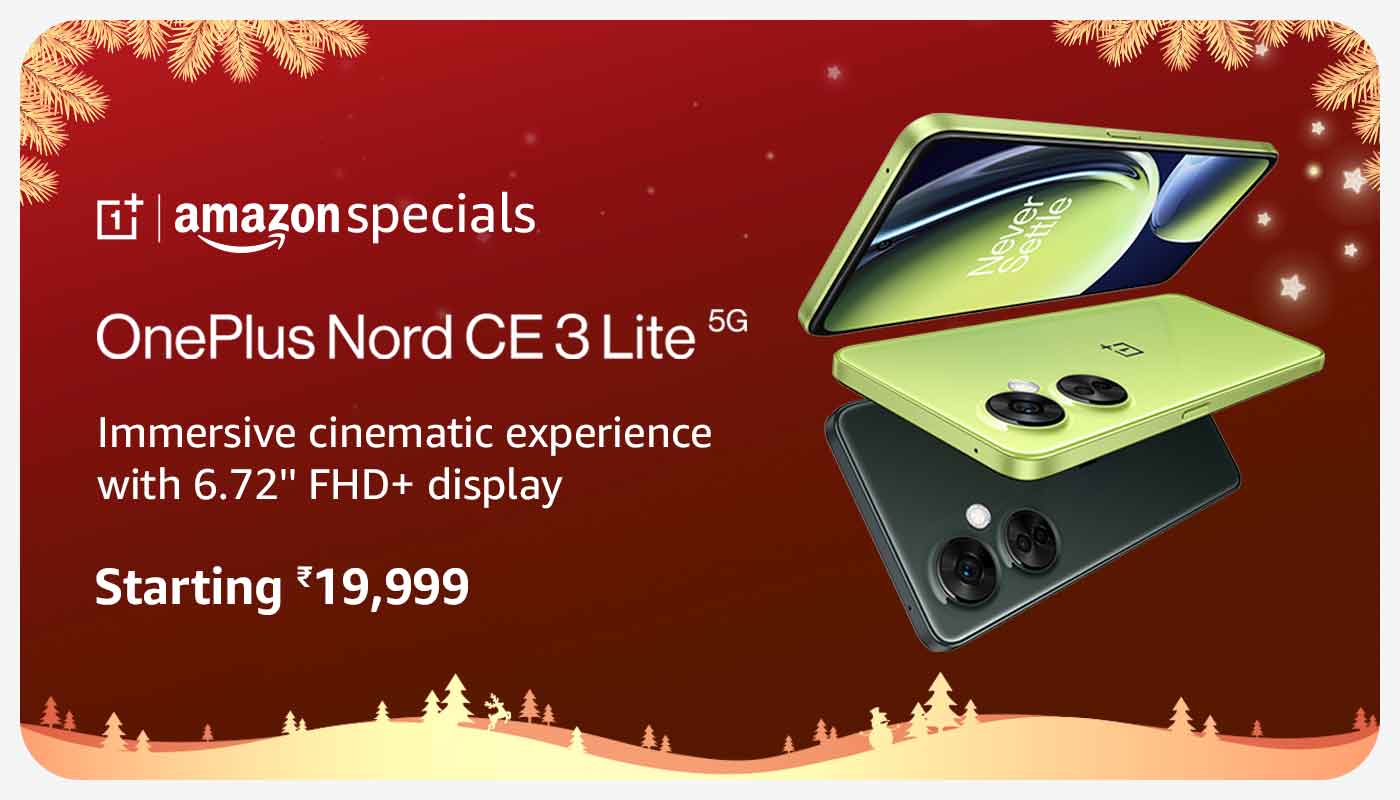 1+ | amazon specials
OnePlus Nord CE 3 Lite 5G
Immersive cinematic experience
with 6.72" FHD+ display
Starting ₹19,999
Never
Settle